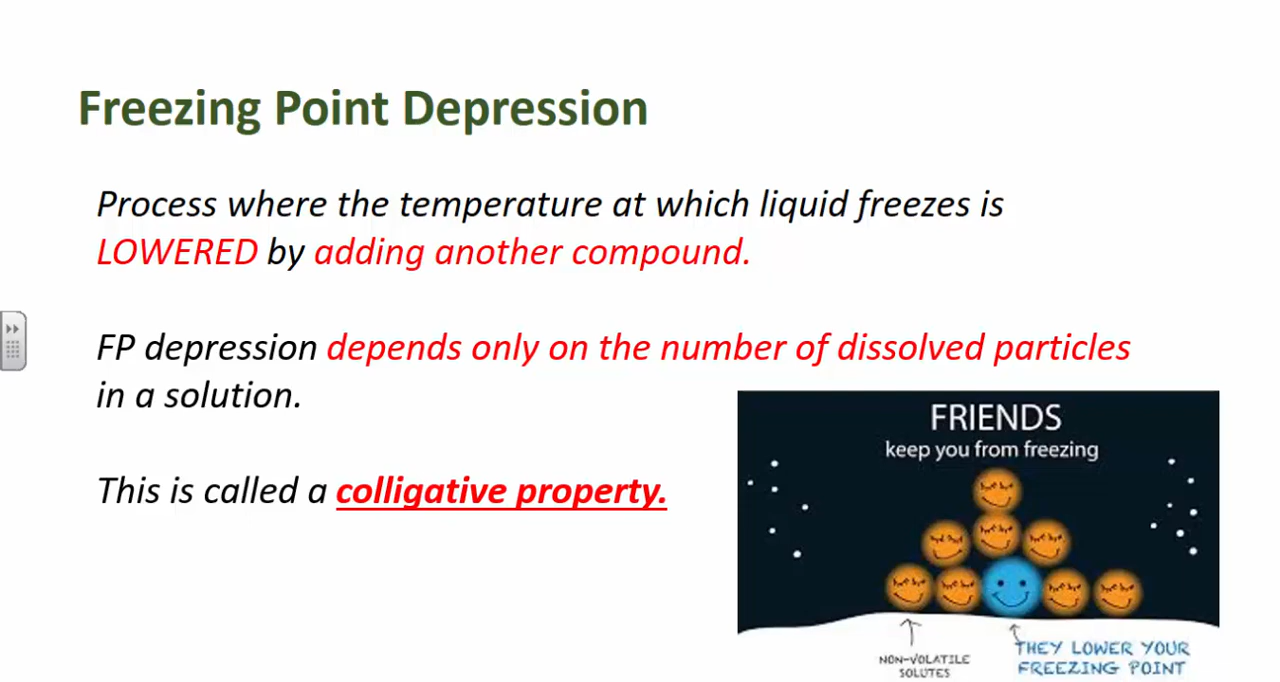 Freezing Point Depression
Process where the temperature at which liquid freezes is
LOWERED by adding another compound.
FP depression depends only on the number of dissolved particles
in a solution.
This is called a colligative property.
FRIENDS
keep you from freezing
NON-VOLATILE
SOLUTES
THEY LOWER YOUR
FREEZING POINT